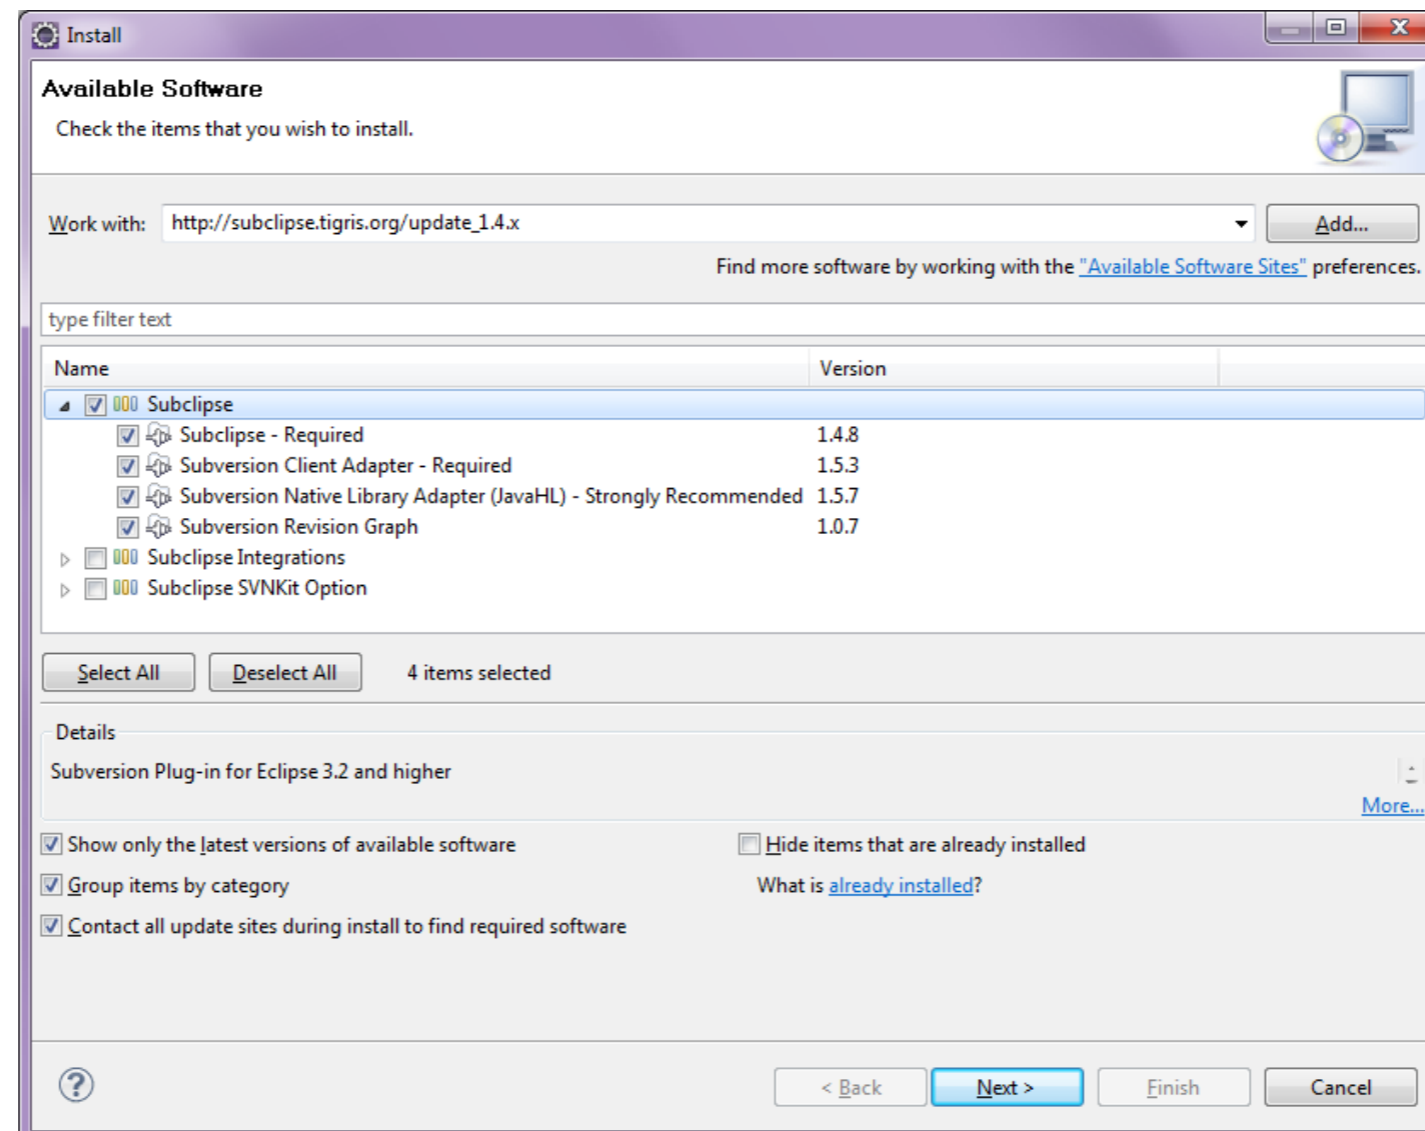 Install
Available Software
Check the items that you wish to install.
Work with: http://subclipse.tigris.org/update_1.4.x Add...
Find more software by working with the "Available Software Sites" preferences.
type filter text
Name Version
Subclipse
Subclipse - Required 1.4.8
Subversion Client Adapter - Required 1.5.3
Subversion Native Library Adapter (JavaHL) - Strongly Recommended 1.5.7
Subversion Revision Graph 1.0.7
Subclipse Integrations
Subclipse SVNKit Option
Select All Deselect All 4 items selected
Details
Subversion Plug-in for Eclipse 3.2 and higher
More...
Show only the latest versions of available software Hide items that are already installed
Group items by category What is already installed?
Contact all update sites during install to find required software
? < Back Next > Finish Cancel